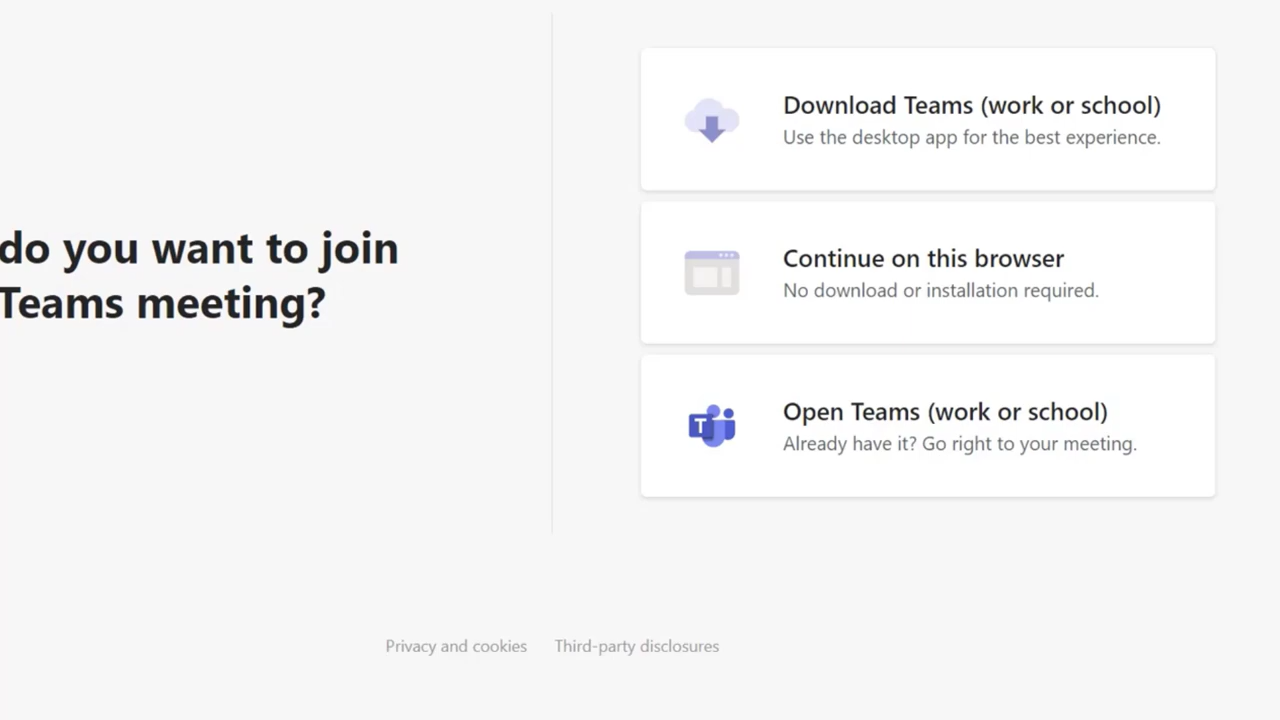 do you want to join
Teams meeting?
Download Teams (work or school)
Use the desktop app for the best experience.
Continue on this browser
No download or installation required.
T
Open Teams (work or school)
Already have it? Go right to your meeting.
Privacy and cookies
Third-party disclosures